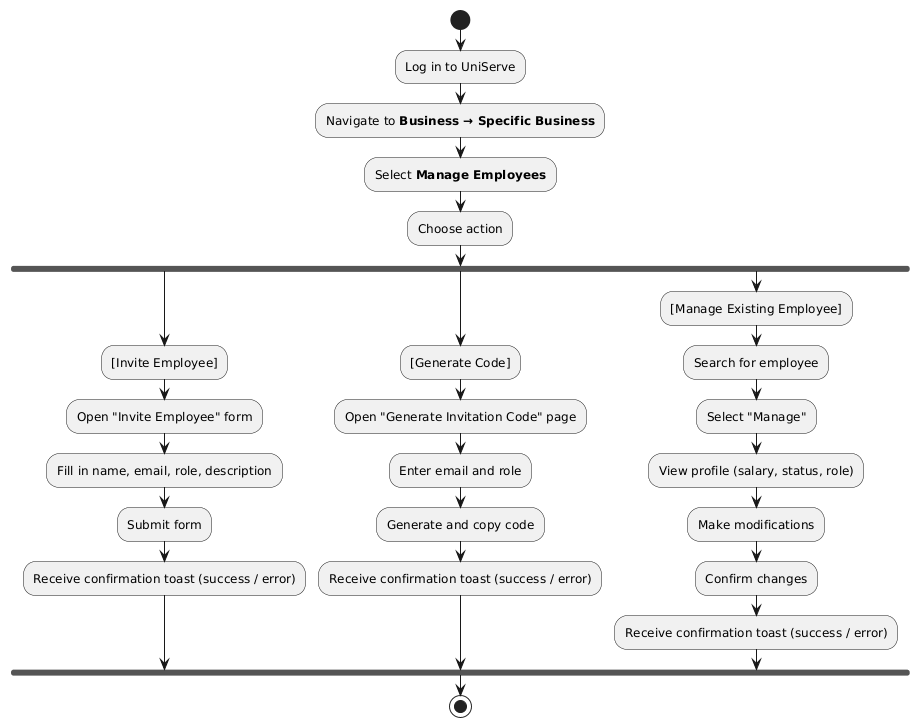 Log in to UniServe
Navigate to Business → Specific Business
Select Manage Employees
Choose action
[Invite Employee]
Open "Invite Employee" form
Fill in name, email, role, description
Submit form
Receive confirmation toast (success / error)
[Generate Code]
Open "Generate Invitation Code" page
Enter email and role
Generate and copy code
Receive confirmation toast (success / error)
[Manage Existing Employee]
Search for employee
Select "Manage"
View profile (salary, status, role)
Make modifications
Confirm changes
Receive confirmation toast (success / error)